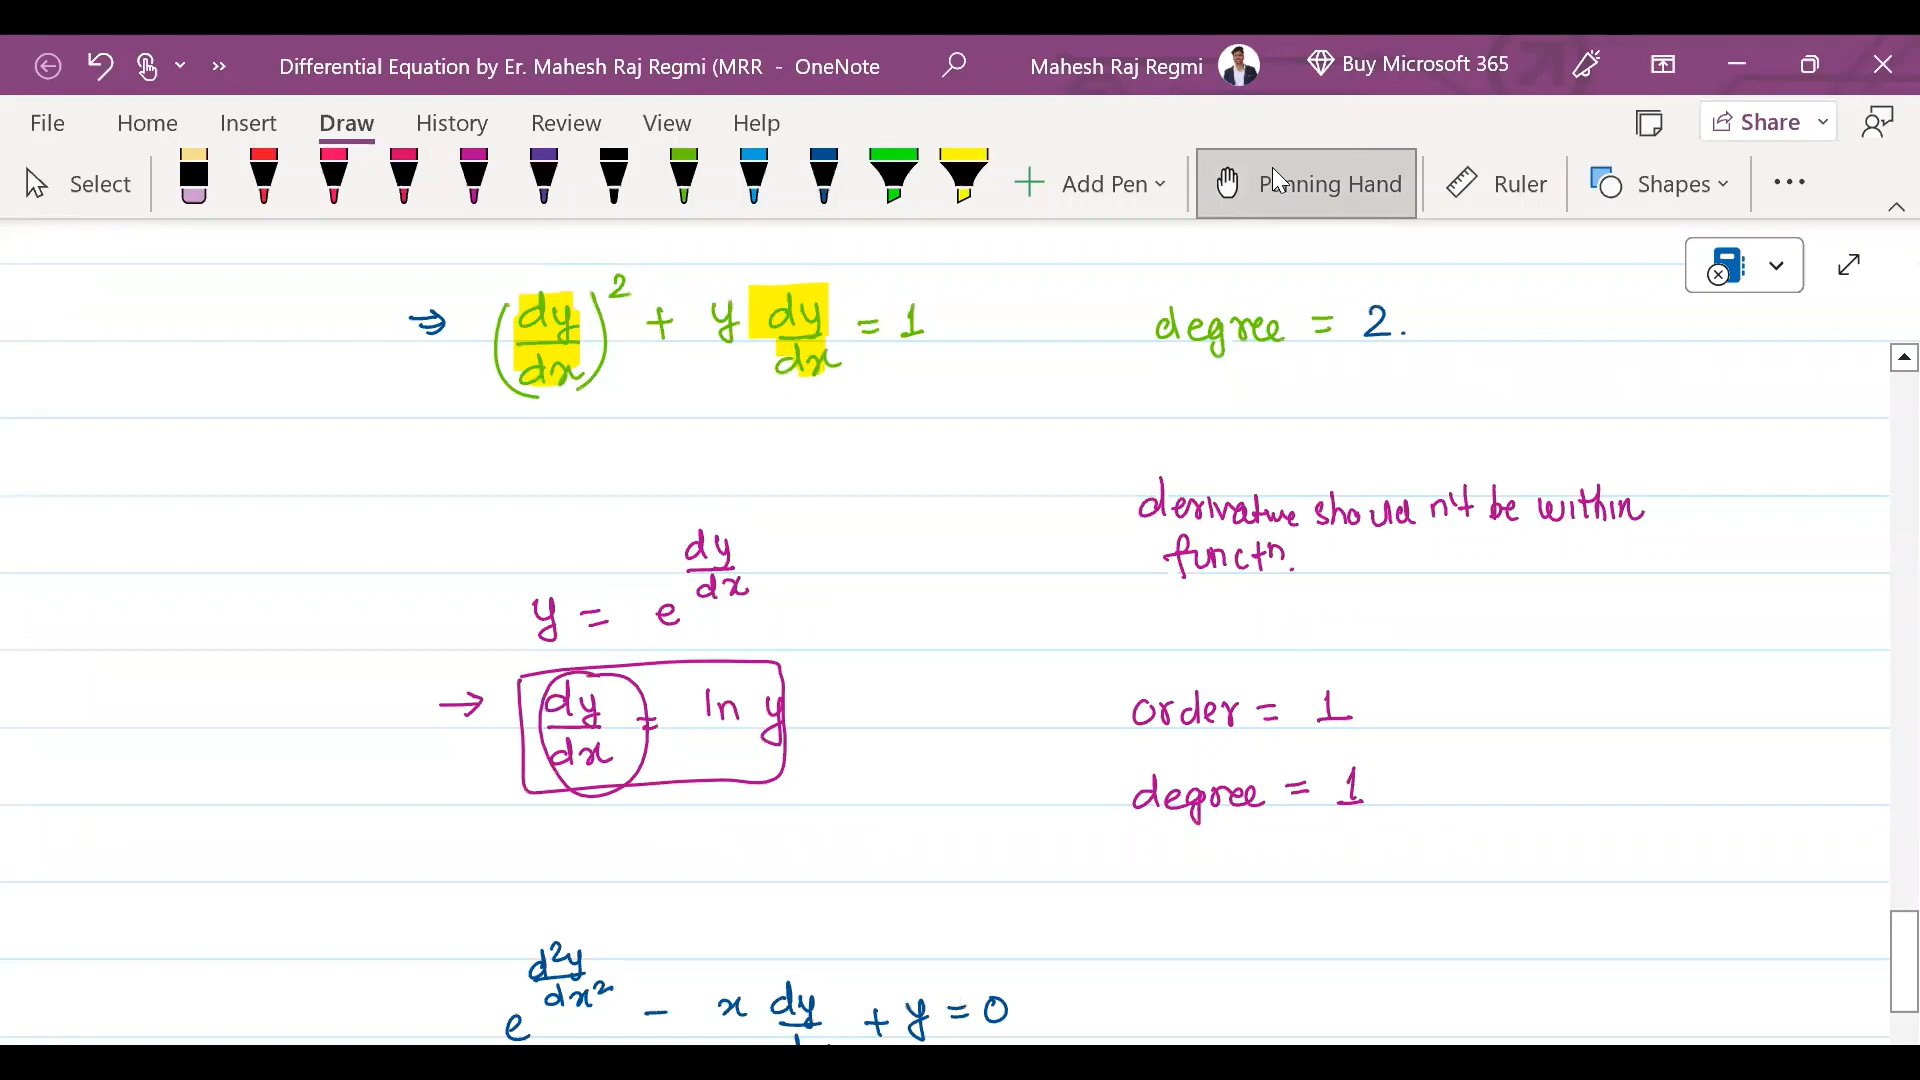 Differential Equation by Er. Mahesh Raj Regmi (MRR - OneNote
Mahesh Raj Regmi
Buy Microsoft 365
File Home Insert Draw History Review View Help
Share
Select
Add Pen
Panning Hand
Ruler
Shapes
⇒ (dy/dx)² + y dy/dx = 1 degree = 2.
derivative shouldn't be within
functn.
y = e^(dy/dx)
→ dy/dx = ln y
order = 1
degree = 1
e^(d²y/dx²) - x dy/ + y = 0